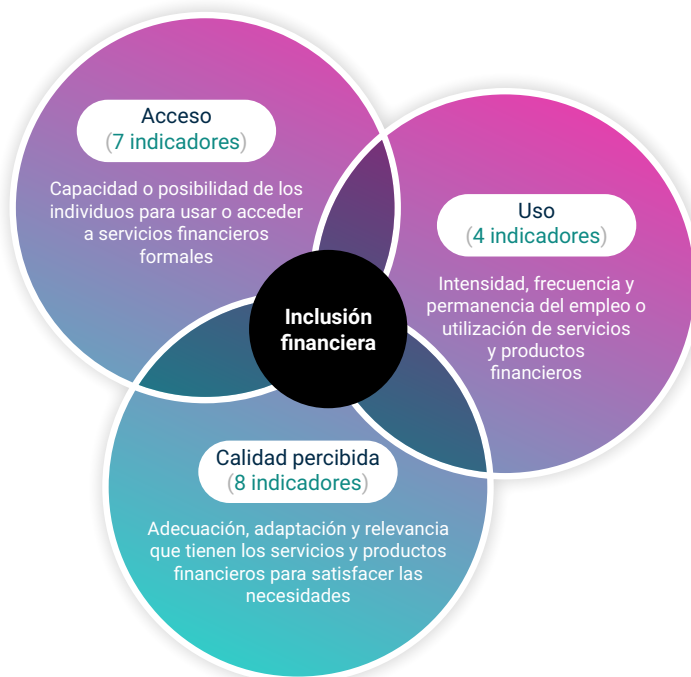 Acceso
(7 indicadores)
Capacidad o posibilidad de los
individuos para usar o acceder
a servicios financieros
formales
Uso
(4 indicadores)
Intensidad, frecuencia y
permanencia del empleo o
utilización de servicios
y productos
financieros
Inclusión
financiera
Calidad percibida
(8 indicadores)
Adecuación, adaptación y relevancia
que tienen los servicios y productos
financieros para satisfacer las
necesidades